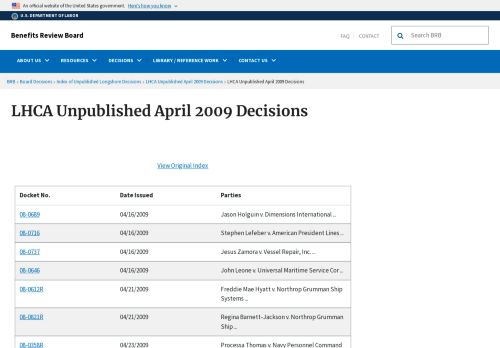 An official website of the United States government. Here's how you know
U.S. DEPARTMENT OF LABOR
Benefits Review Board
FAQ CONTACT
Search BRB
ABOUT US RESOURCES DECISIONS LIBRARY / REFERENCE WORK CONTACT US
BRB › Board Decisions › Index of Unpublished Longshore Decisions › LHCA Unpublished April 2009 Decisions › LHCA Unpublished April 2009 Decisions
LHCA Unpublished April 2009 Decisions
View Original Index
Docket No. Date Issued Parties
08-0689 04/16/2009 Jason Holguin v. Dimensions International ...
08-0716 04/16/2009 Stephen Lefeber v. American President Lines ...
08-0737 04/16/2009 Jesus Zamora v. Vessel Repair, Inc. ...
08-0646 04/16/2009 John Leone v. Universal Maritime Service Cor ...
08-0612R 04/21/2009 Freddie Mae Hyatt v. Northrop Grumman Ship
Systems ...
08-0821R 04/21/2009 Regina Barnett-Jackson v. Northrop Grumman
Ship...
08-0358R 04/23/2009 Processa Thomas v. Navy Personnel Command